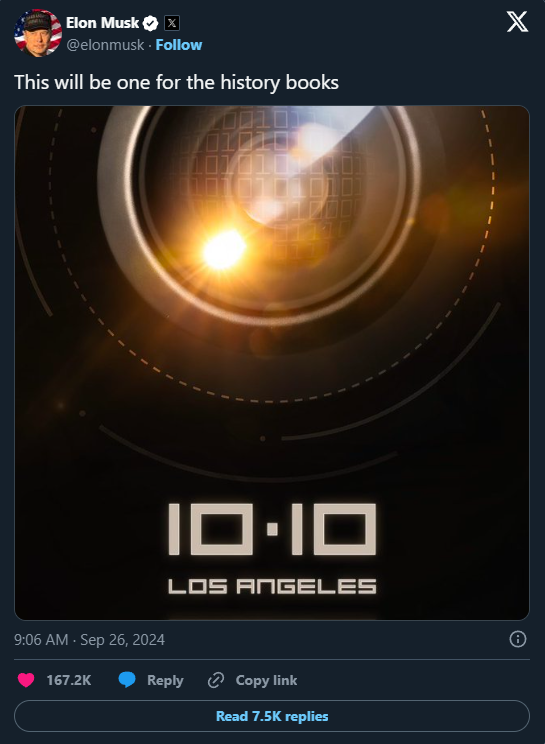 Elon Musk
@elonmusk · Follow
This will be one for the history books
10·10
LOS ANGELES
9:06 AM · Sep 26, 2024
167.2K Reply Copy link
Read 7.5K replies